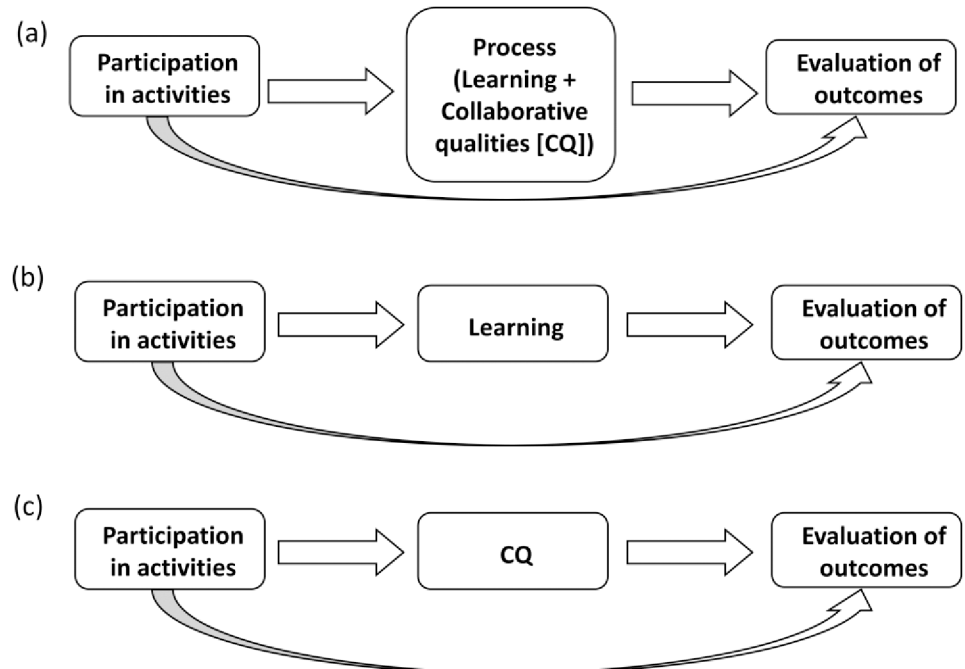 (a)
Participation
in activities
Process
(Learning +
Collaborative
qualities [CQ])
Evaluation of
outcomes
(b)
Participation
in activities
Learning
Evaluation of
outcomes
(c)
Participation
in activities
CQ
Evaluation of
outcomes